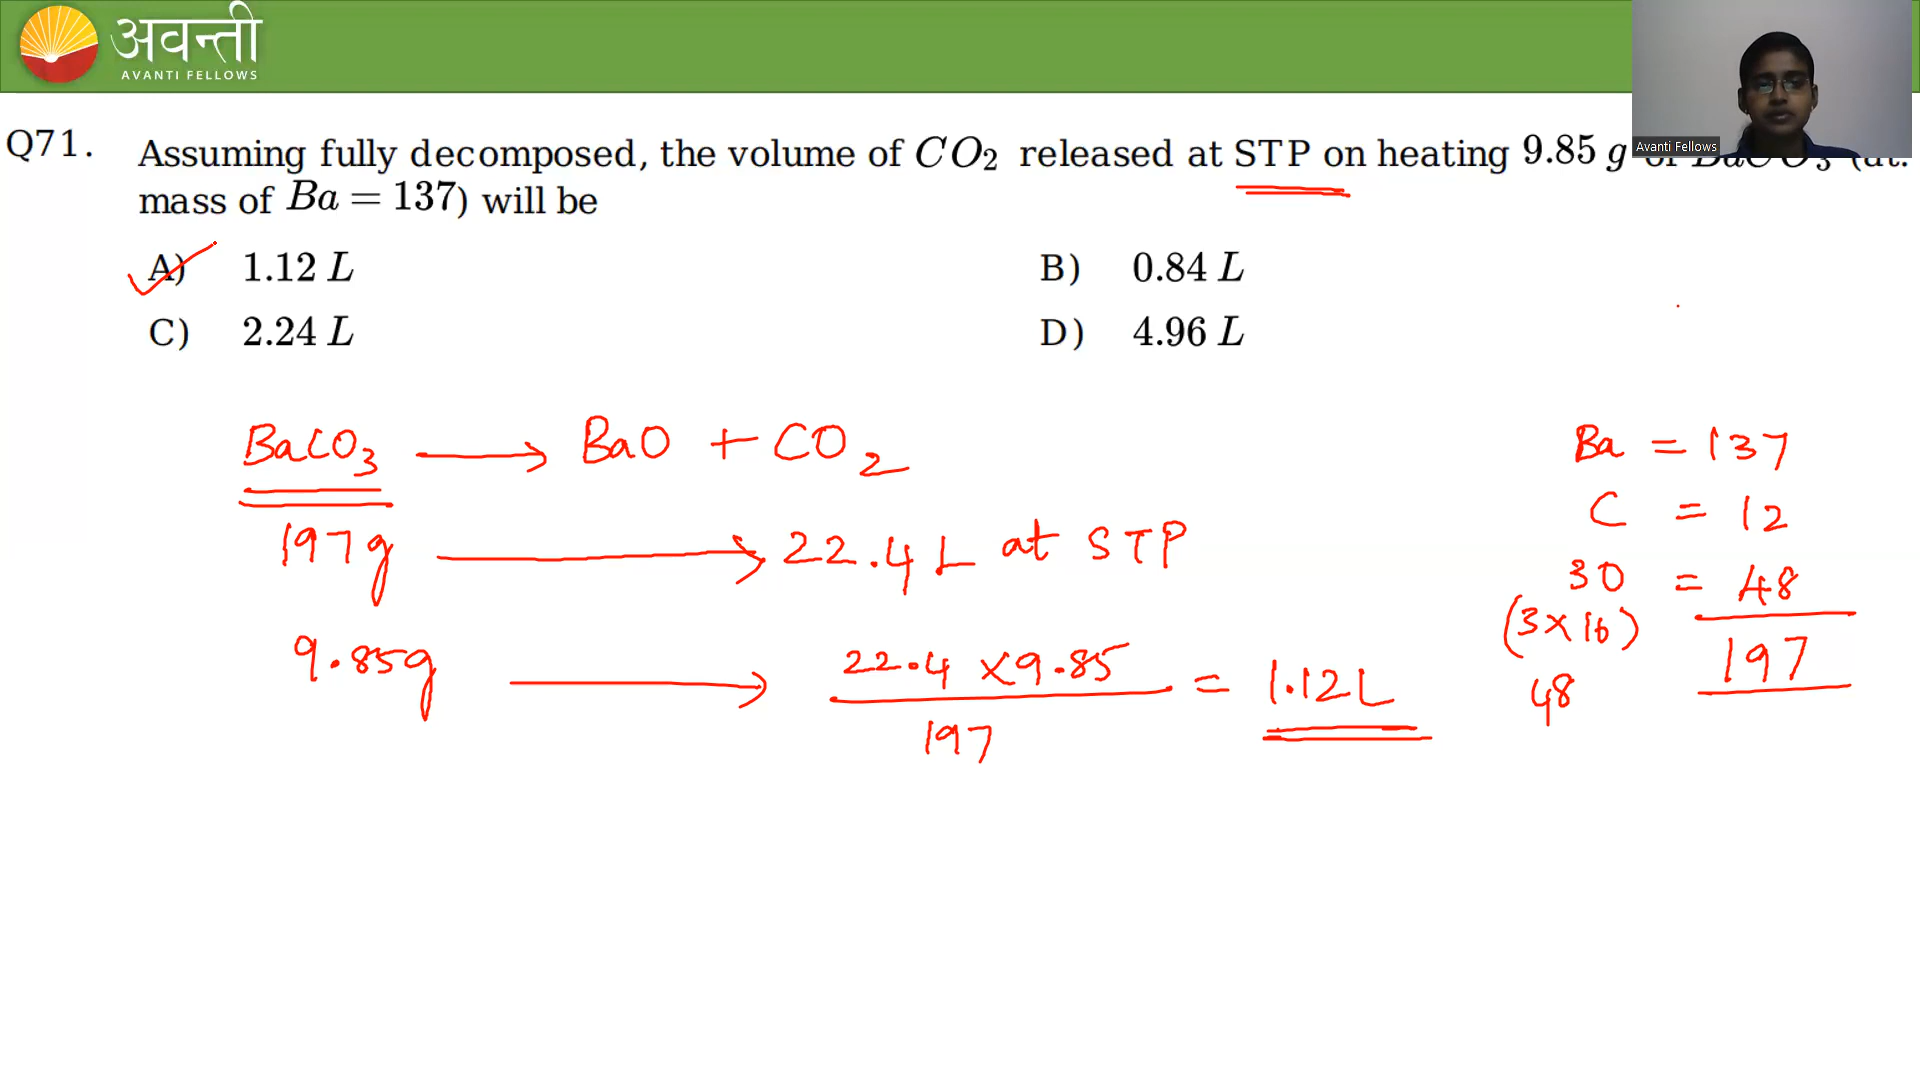 अवन्ती
AVANTI FELLOWS
Avanti Fellows
Q71. Assuming fully decomposed, the volume of CO₂ released at STP on heating 9.85 g of BaCO₃ (at.
mass of Ba = 137) will be
A) 1.12 L B) 0.84 L
C) 2.24 L D) 4.96 L
BaCO₃ → BaO + CO₂
197g → 22.4 L at STP
9.85g → 22.4 × 9.85 / 197 = 1.12L
Ba = 137
C = 12
3O = 48
(3×16) 197
48